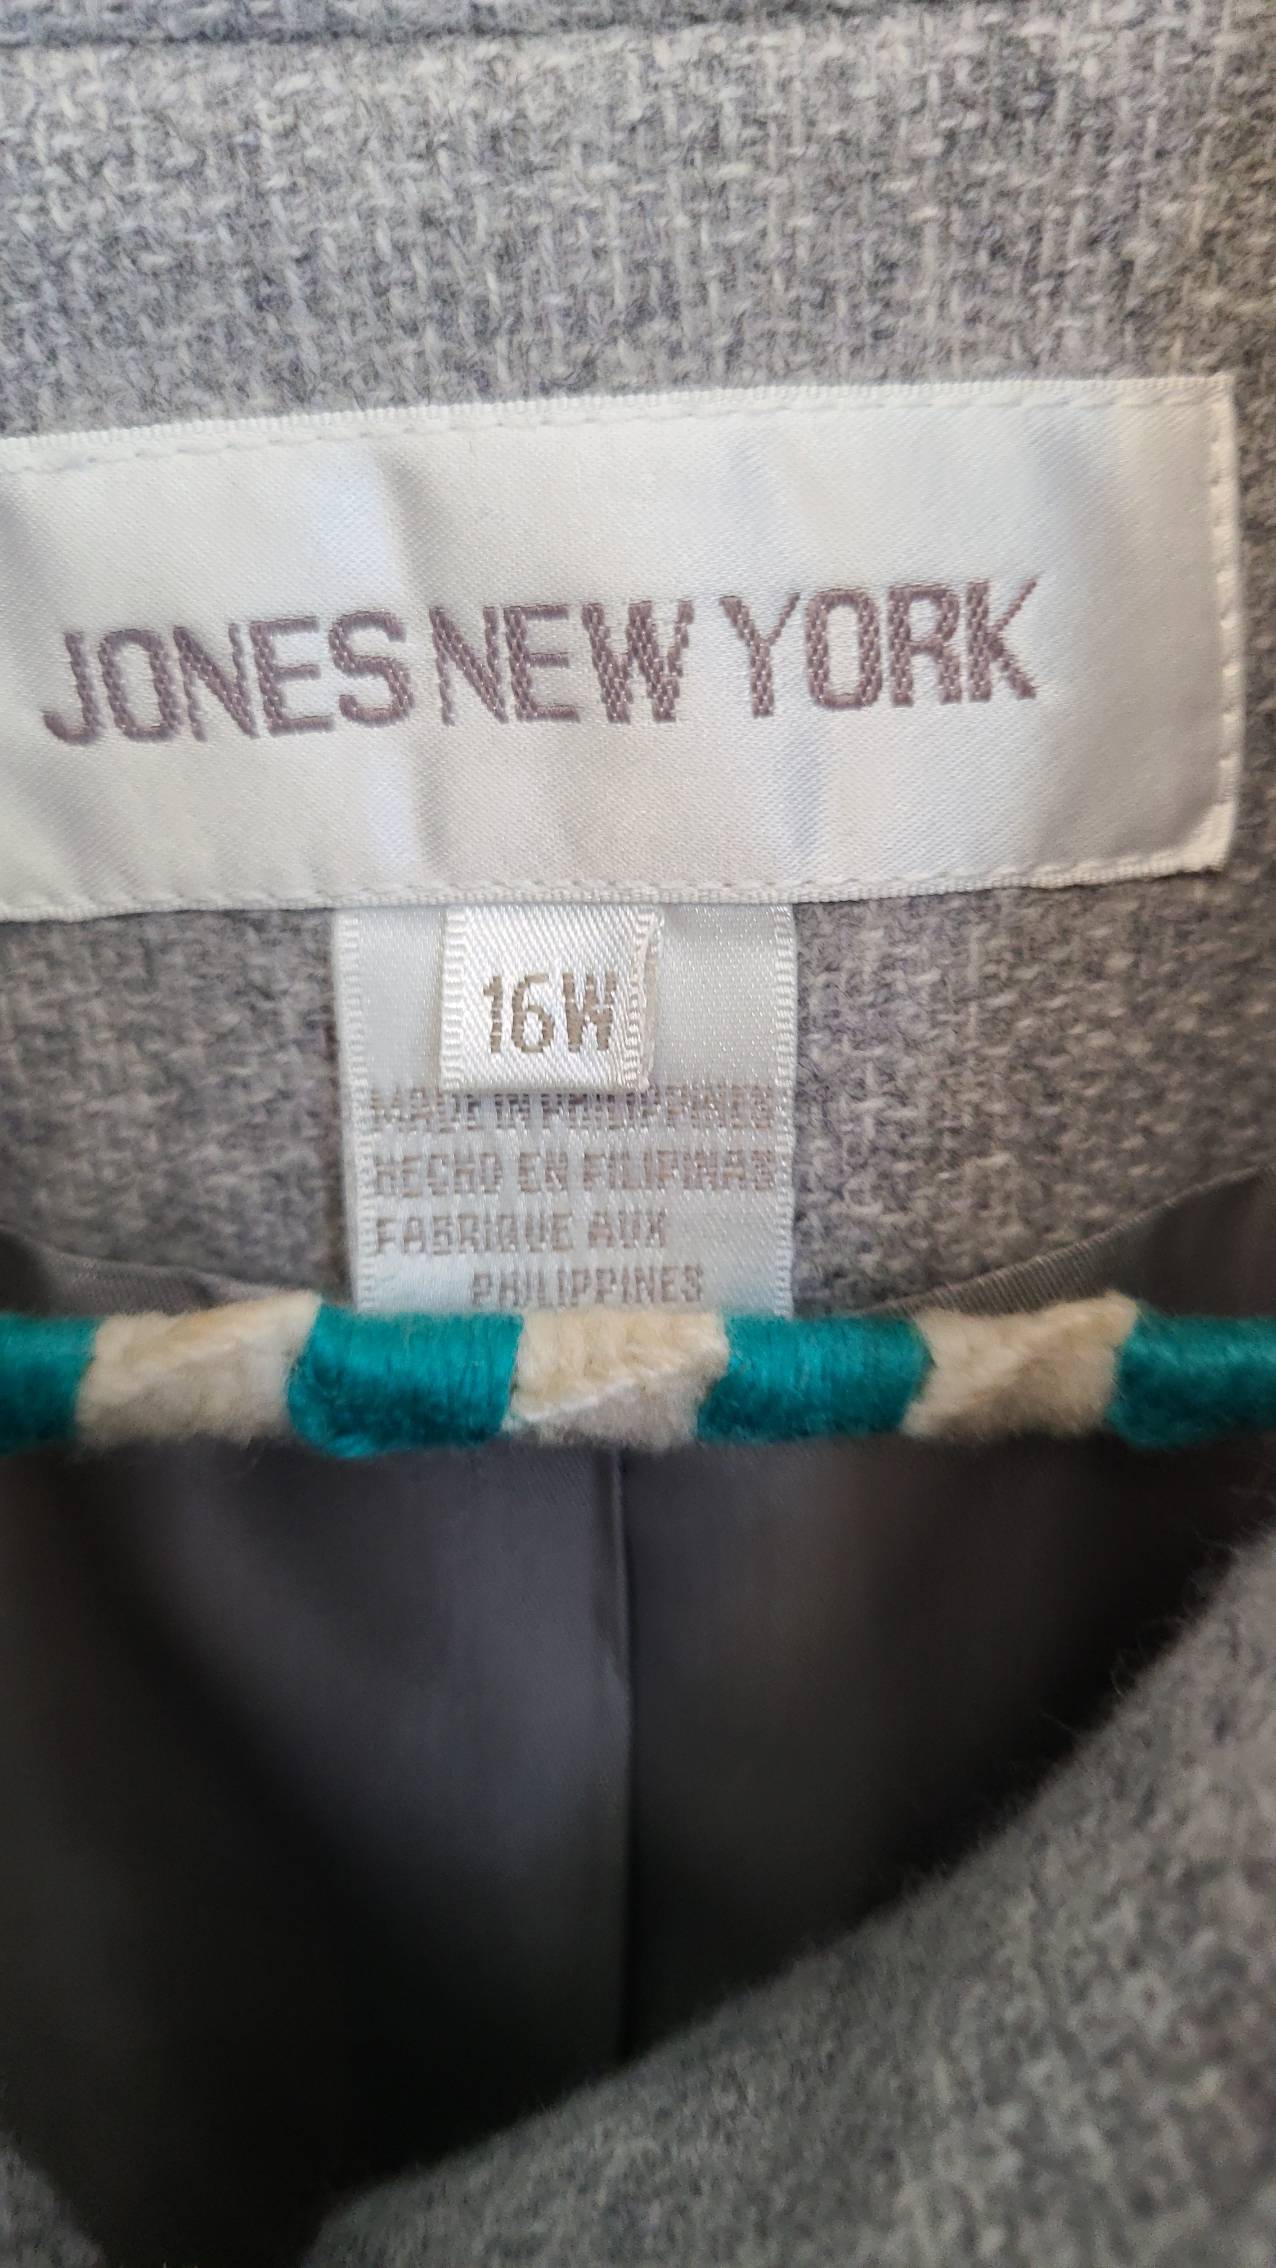 JONES NEW YORK
16W
MADE IN PHILIPPINES
HECHO EN FILIPINAS
FABRIQUE AUX
PHILIPPINES